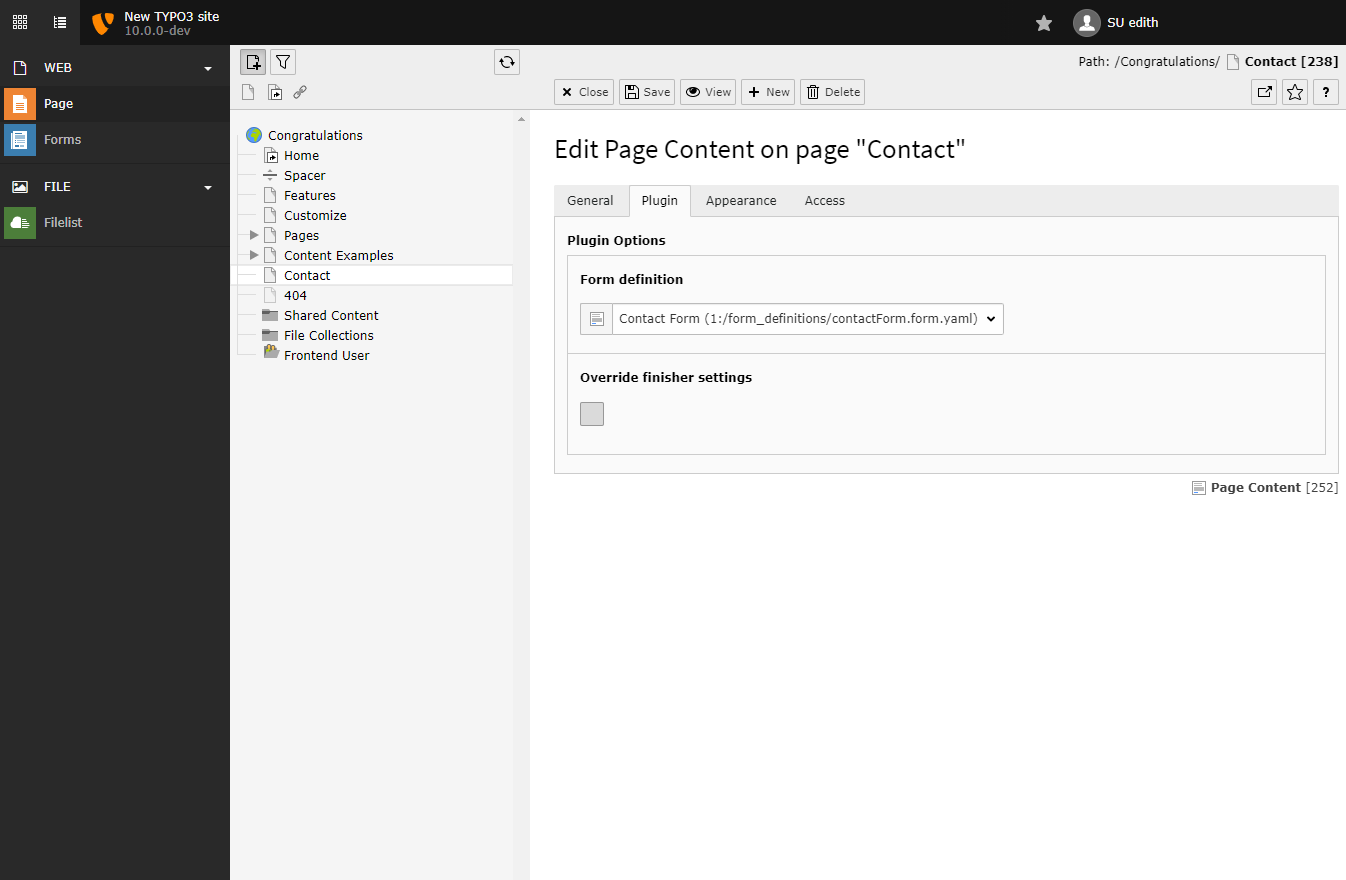 New TYPO3 site
10.0.0-dev
SU edith
WEB
Page
Forms
FILE
Filelist
Congratulations
Home
Spacer
Features
Customize
Pages
Content Examples
Contact
404
Shared Content
File Collections
Frontend User
Path: /Congratulations/ Contact [238]
Close Save View New Delete ?
Edit Page Content on page "Contact"
General Plugin Appearance Access
Plugin Options
Form definition
Contact Form (1:/form_definitions/contactForm.form.yaml)
Override finisher settings
Page Content [252]